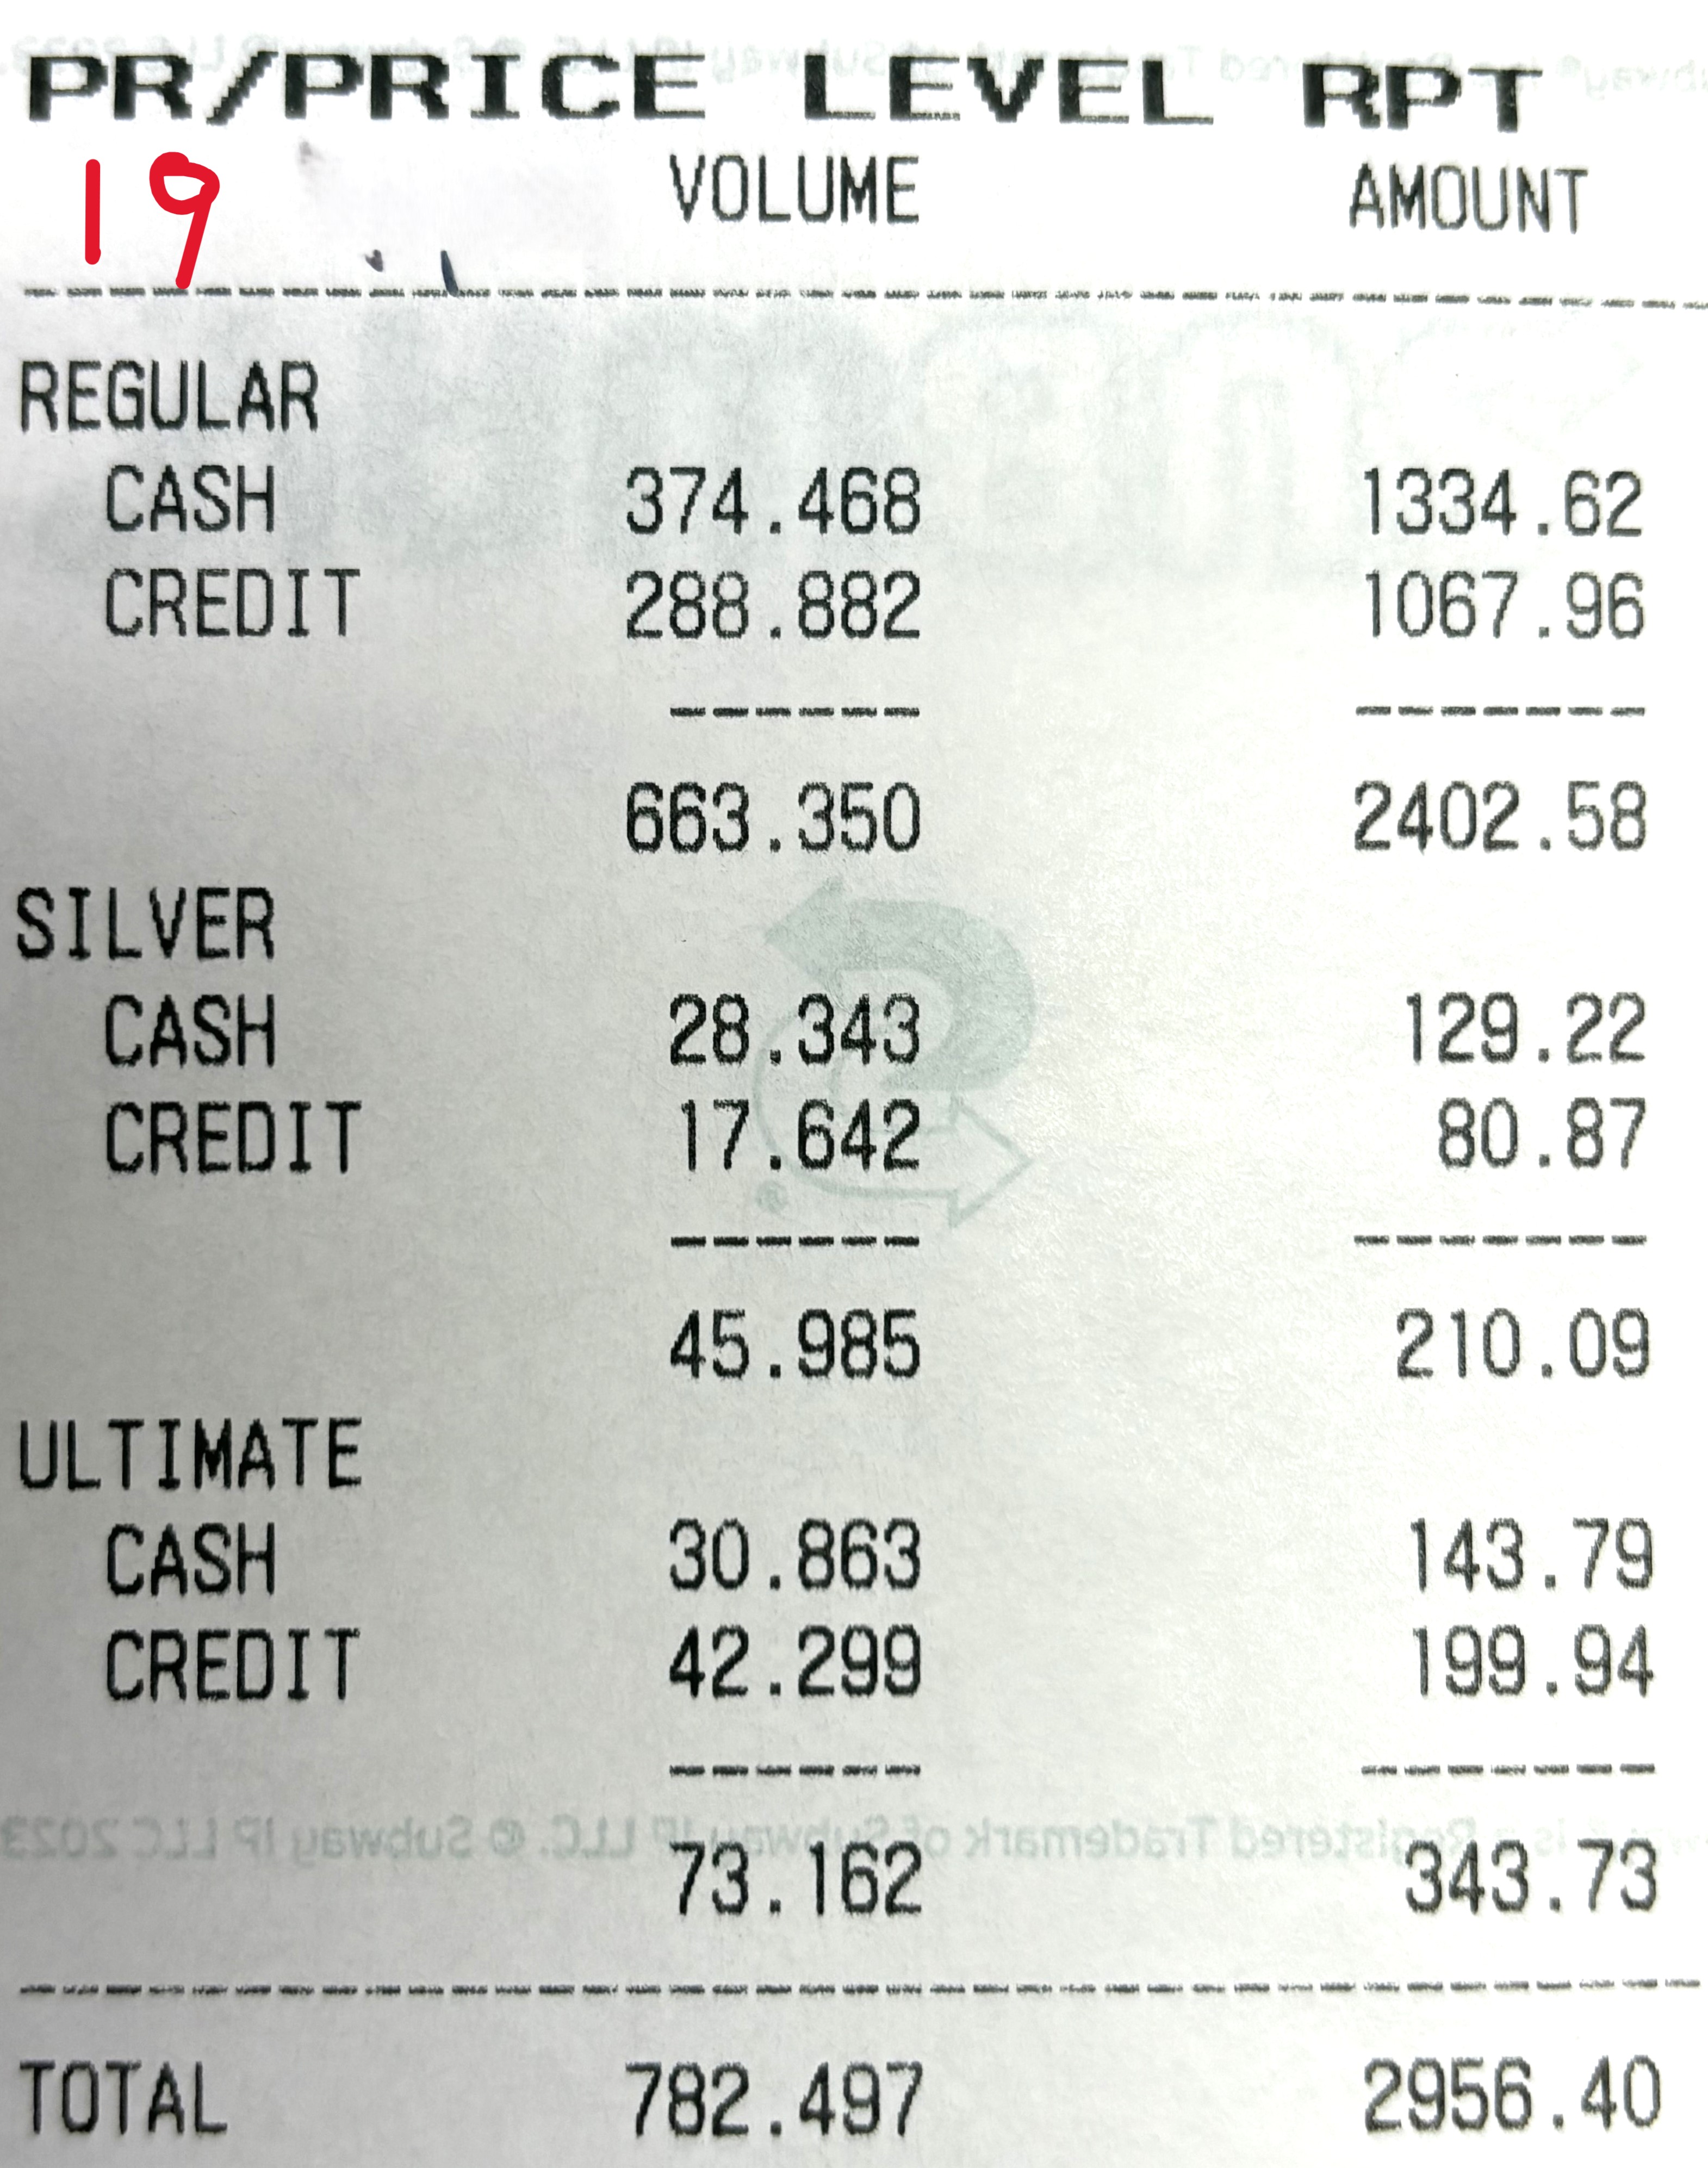 PR/PRICE LEVEL RPT
19 VOLUME AMOUNT
REGULAR
CASH 374.468 1334.62
CREDIT 288.882 1067.96
663.350 2402.58
SILVER
CASH 28.343 129.22
CREDIT 17.642 80.87
45.985 210.09
ULTIMATE
CASH 30.863 143.79
CREDIT 42.299 199.94
Registered Trademark of Subway IP LLC. © Subway IP LLC 2023
73.162 343.73
TOTAL 782.497 2956.40